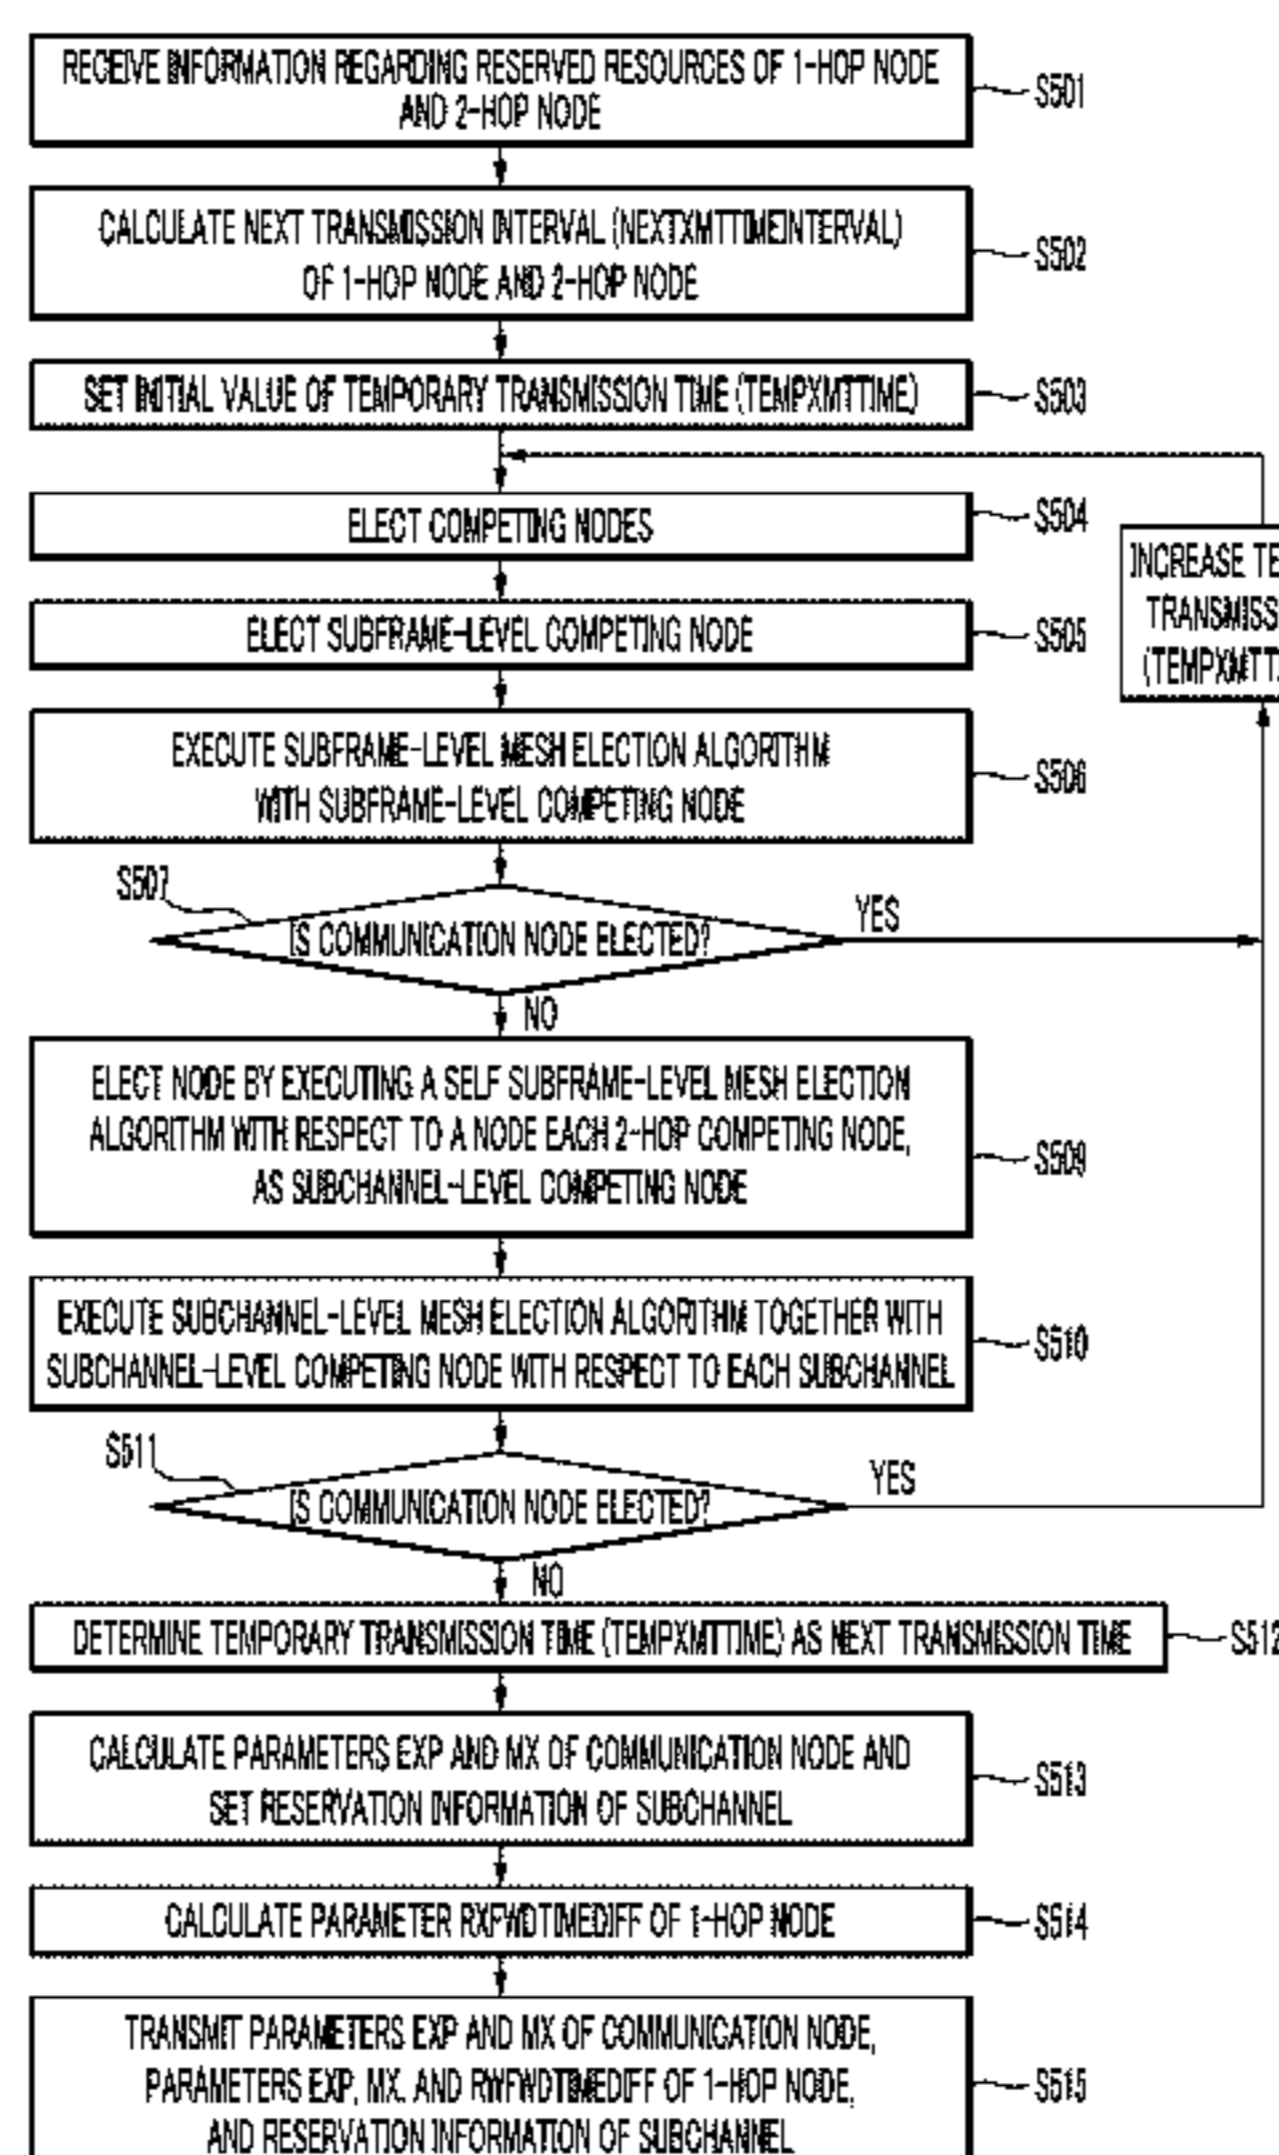 RECEIVE INFORMATION REGARDING RESERVED RESOURCES OF 1-HOP NODE
AND 2-HOP NODE
S501
CALCULATE NEXT TRANSMISSION INTERVAL (NEXTXMTTIMEINTERVAL)
OF 1-HOP NODE AND 2-HOP NODE
S502
SET INITIAL VALUE OF TEMPORARY TRANSMISSION TIME (TEMPXMTTIME)
S503
ELECT COMPETING NODES
S504
INCREASE TE
TRANSMISS
(TEMPXMTT
ELECT SUBFRAME-LEVEL COMPETING NODE
S505
EXECUTE SUBFRAME-LEVEL MESH ELECTION ALGORITHM
WITH SUBFRAME-LEVEL COMPETING NODE
S506
S507
IS COMMUNICATION NODE ELECTED?
YES
NO
ELECT NODE BY EXECUTING A SELF SUBFRAME-LEVEL MESH ELECTION
ALGORITHM WITH RESPECT TO A NODE EACH 2-HOP COMPETING NODE,
AS SUBCHANNEL-LEVEL COMPETING NODE
S509
EXECUTE SUBCHANNEL-LEVEL MESH ELECTION ALGORITHM TOGETHER WITH
SUBCHANNEL-LEVEL COMPETING NODE WITH RESPECT TO EACH SUBCHANNEL
S510
S511
IS COMMUNICATION NODE ELECTED?
YES
NO
DETERMINE TEMPORARY TRANSMISSION TIME (TEMPXMTTIME) AS NEXT TRANSMISSION TIME
S512
CALCULATE PARAMETERS EXP AND MX OF COMMUNICATION NODE AND
SET RESERVATION INFORMATION OF SUBCHANNEL
S513
CALCULATE PARAMETER RXFWDTIMEDIFF OF 1-HOP NODE
S514
TRANSMIT PARAMETERS EXP AND MX OF COMMUNICATION NODE,
PARAMETERS EXP, MX. AND RWFWDTIMEDIFF OF 1-HOP NODE,
AND RESERVATION INFORMATION OF SUBCHANNEL
S515